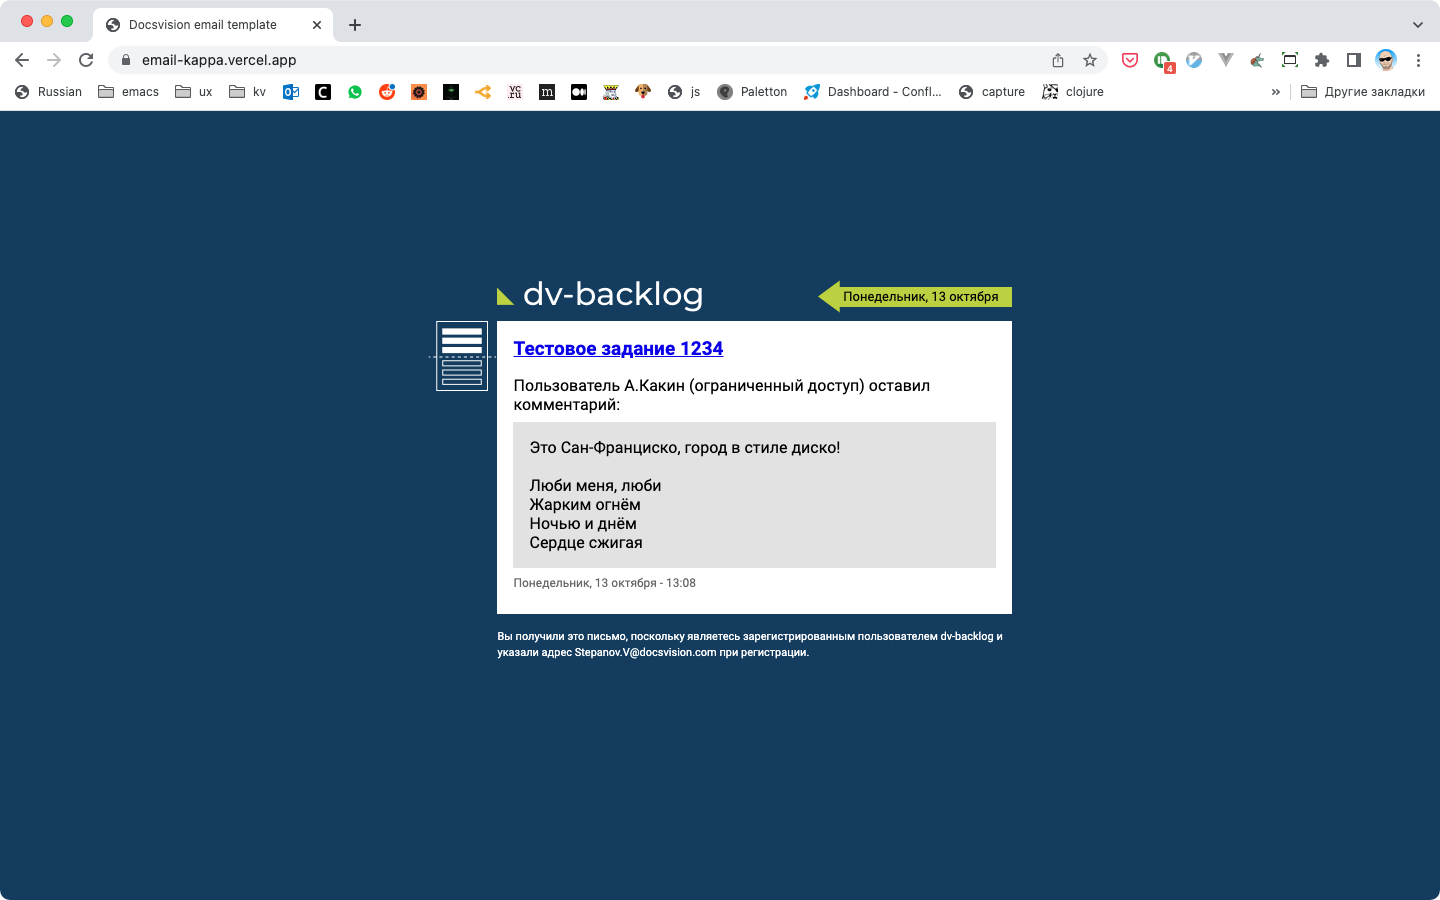 Docsvision email template
email-kappa.vercel.app
4
Russian emacs ux kv js Paletton Dashboard - Confl... capture clojure » Другие закладки
dv-backlog
Понедельник, 13 октября
Тестовое задание 1234
Пользователь А.Какин (ограниченный доступ) оставил
комментарий:
Это Сан-Франциско, город в стиле диско!
Люби меня, люби
Жарким огнём
Ночью и днём
Сердце сжигая
Понедельник, 13 октября - 13:08
Вы получили это письмо, поскольку являетесь зарегистрированным пользователем dv-backlog и
указали адрес Stepanov.V@docsvision.com при регистрации.